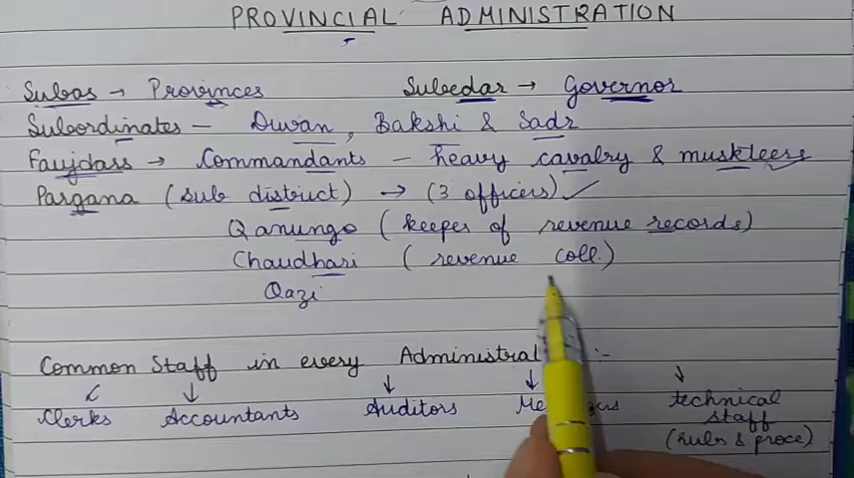 PROVINCIAL ADMINISTRATION
Subas → Provinces Subedar → Governor
Subordinates - Diwan, Bakshi & Sadr
Faujdars → Commandants - heavy cavalry & musketeers
Pargana (sub district) → (3 officers) ✓
Qanungo (keeper of revenue records)
Chaudhari (revenue coll.)
Qazi
Common Staff in every :-
Clerks Accountants Auditors technical
staff
(rules & proce)